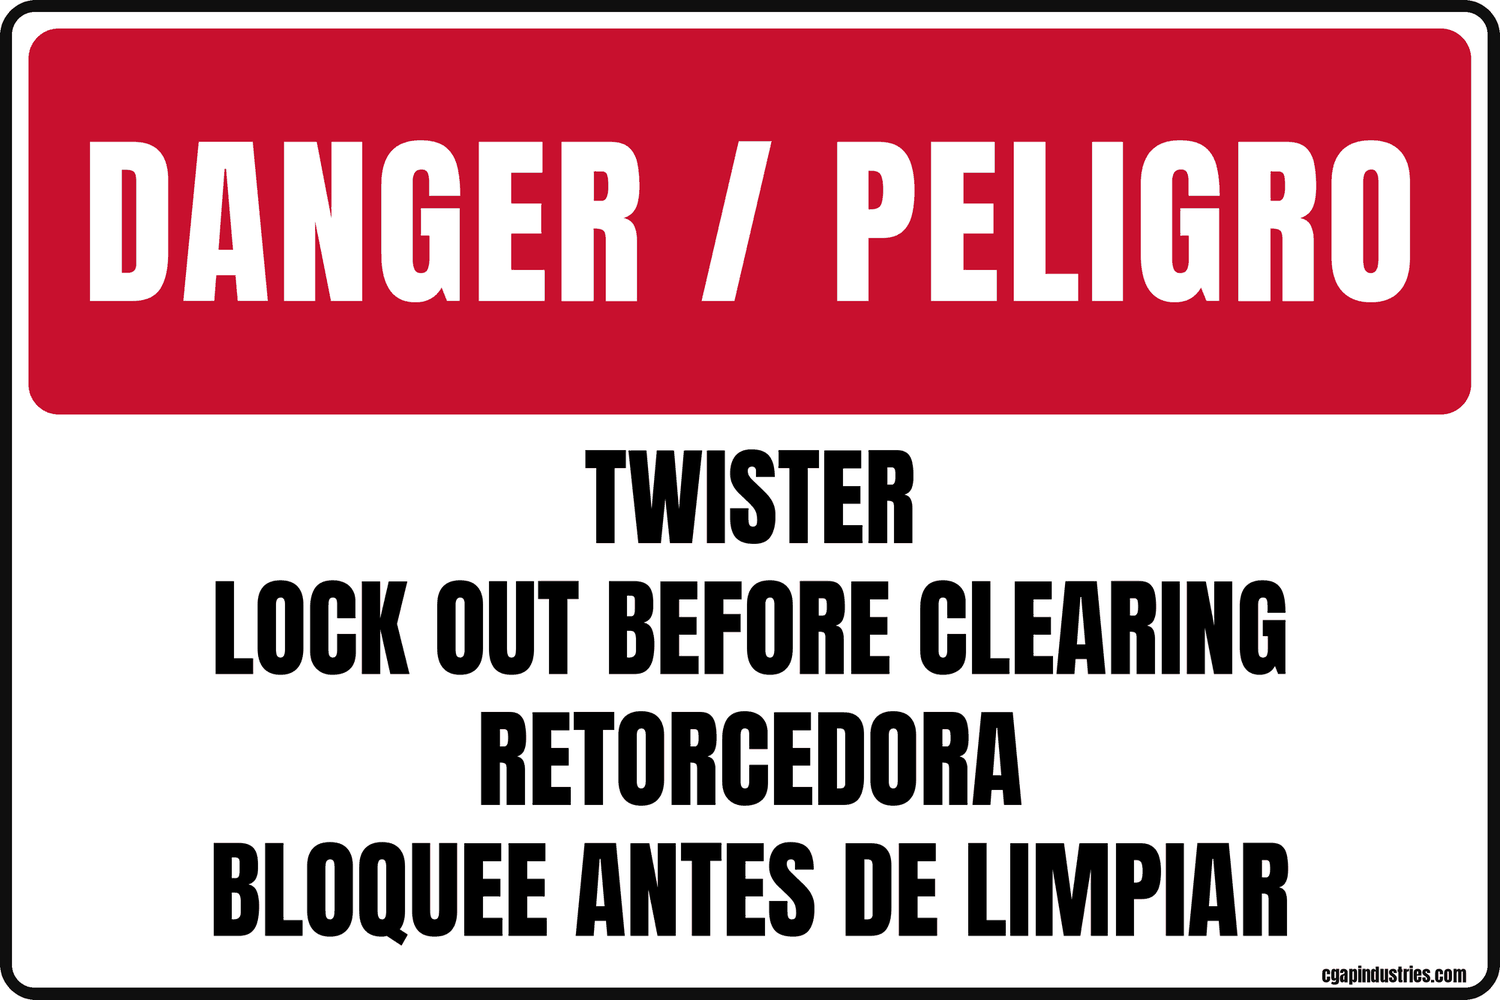 DANGER / PELIGRO
TWISTER
LOCK OUT BEFORE CLEARING
RETORCEDORA
BLOQUEE ANTES DE LIMPIAR
cgapindustries.com